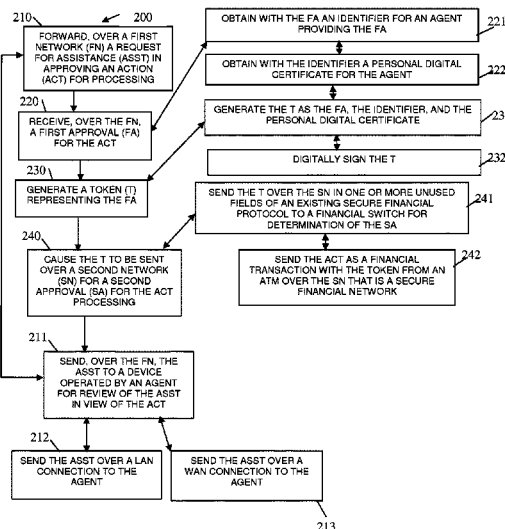 210
200
FORWARD, OVER A FIRST
NETWORK (FN) A REQUEST
FOR ASSISTANCE (ASST) IN
APPROVING AN ACTION
(ACT) FOR PROCESSING
220
RECEIVE, OVER THE FN,
A FIRST APPROVAL (FA)
FOR THE ACT
230
GENERATE A TOKEN (T)
REPRESENTING THE FA
240
CAUSE THE T TO BE SENT
OVER A SECOND NETWORK
(SN) FOR A SECOND
APPROVAL (SA) FOR THE ACT
PROCESSING
211
SEND, OVER THE FN, THE
ASST TO A DEVICE
OPERATED BY AN AGENT
FOR REVIEW OF THE ASST
IN VIEW OF THE ACT
212
SEND THE ASST OVER A LAN
CONNECTION TO THE
AGENT
SEND THE ASST OVER A
WAN CONNECTION TO THE
AGENT
213
OBTAIN WITH THE FA AN IDENTIFIER FOR AN AGENT
PROVIDING THE FA
221
OBTAIN WITH THE IDENTIFIER A PERSONAL DIGITAL
CERTIFICATE FOR THE AGENT
222
GENERATE THE T AS THE FA, THE IDENTIFIER, AND THE
PERSONAL DIGITAL CERTIFICATE
23
DIGITALLY SIGN THE T
232
SEND THE T OVER THE SN IN ONE OR MORE UNUSED
FIELDS OF AN EXISTING SECURE FINANCIAL
PROTOCOL TO A FINANCIAL SWITCH FOR
DETERMINATION OF THE SA
241
SEND THE ACT AS A FINANCIAL
TRANSACTION WITH THE TOKEN FROM AN
ATM OVER THE SN THAT IS A SECURE
FINANCIAL NETWORK
242